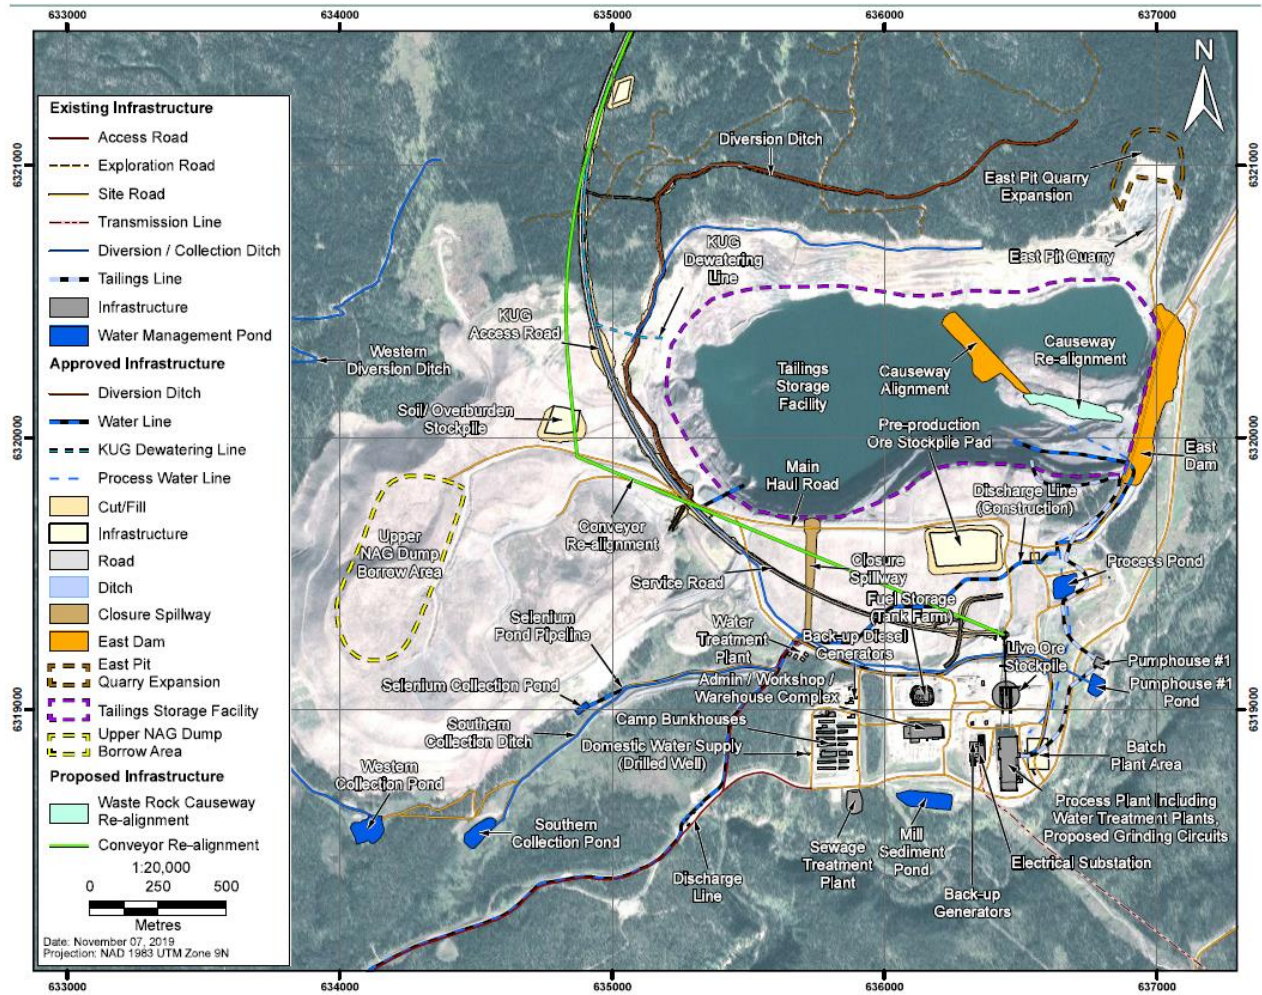 633000
634000
635000
636000
637000
N
6321000
6321000
6320000
6320000
6319000
6319000
Existing Infrastructure
Access Road
Exploration Road
Site Road
Transmission Line
Diversion / Collection Ditch
Tailings Line
Infrastructure
Water Management Pond
Approved Infrastructure
Diversion Ditch
Water Line
KUG Dewatering Line
Process Water Line
Cut/Fill
Infrastructure
Road
Ditch
Closure Spillway
East Dam
East Pit
Quarry Expansion
Tailings Storage Facility
Upper NAG Dump
Borrow Area
Proposed Infrastructure
Waste Rock Causeway
Re-alignment
Conveyor Re-alignment
1:20,000
0 250 500
Metres
Date: November 07, 2019
Projection: NAD 1983 UTM Zone 9N
Diversion Ditch
East Pit Quarry
Expansion
East Pit Quarry
KUG
Dewatering
Line
KUG
Access Road
Western
Diversion Ditch
Tailings
Storage
Facility
Causeway
Alignment
Causeway
Re-alignment
Soil/ Overburden
Stockpile
Pre-production
Ore Stockpile Pad
East
Dam
Main
Haul Road
Discharge Line
(Construction)
Upper
NAG Dump
Borrow Area
Conveyor
Re-alignment
Service Road
Closure
Spillway
Process Pond
Fuel Storage
(Tank Farm)
Selenium
Pond Pipeline
Water
Treatment
Plant
Back-up Diesel
Generators
Live Ore
Stockpile
Pumphouse #1
Pumphouse #1
Pond
Selenium Collection Pond
Admin / Workshop /
Warehouse Complex
Camp Bunkhouses
Southern
Collection Ditch
Domestic Water Supply
(Drilled Well)
Batch
Plant Area
Western
Collection Pond
Process Plant Including
Water Treatment Plants,
Proposed Grinding Circuits
Southern
Collection Pond
Sewage
Treatment
Plant
Mill
Sediment
Pond
Electrical Substation
Discharge
Line
Back-up
Generators
633000
634000
635000
636000
637000